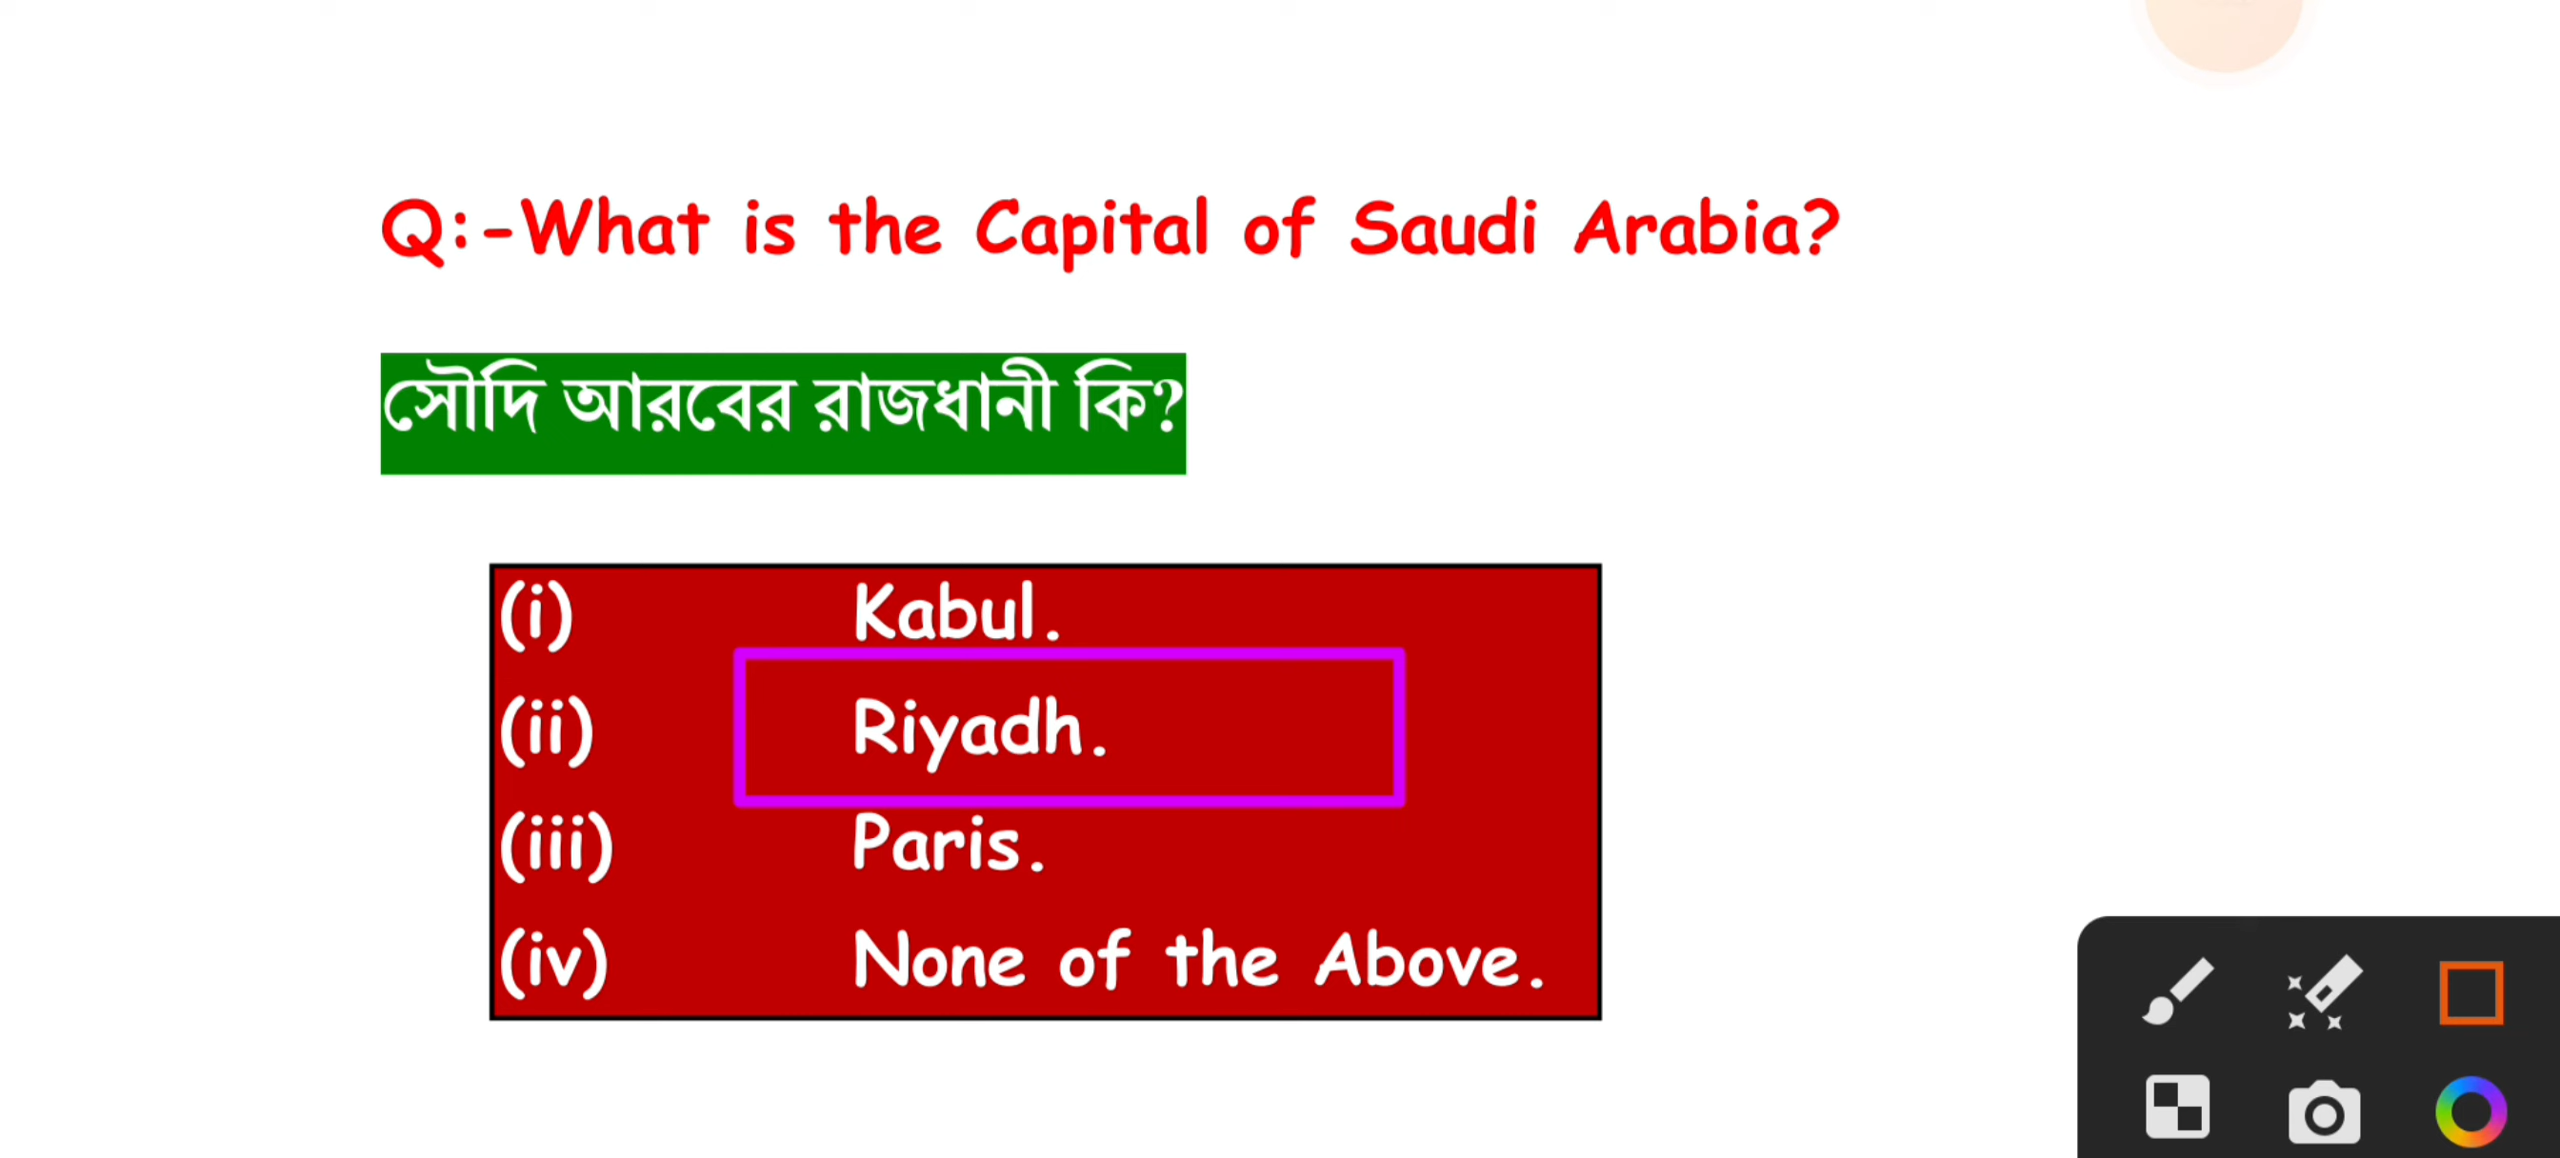 Q:-What is the Capital of Saudi Arabia?
সৌদি আরবের রাজধানী কি?
(i) Kabul.
(ii) Riyadh.
(iii) Paris.
(iv) None of the Above.